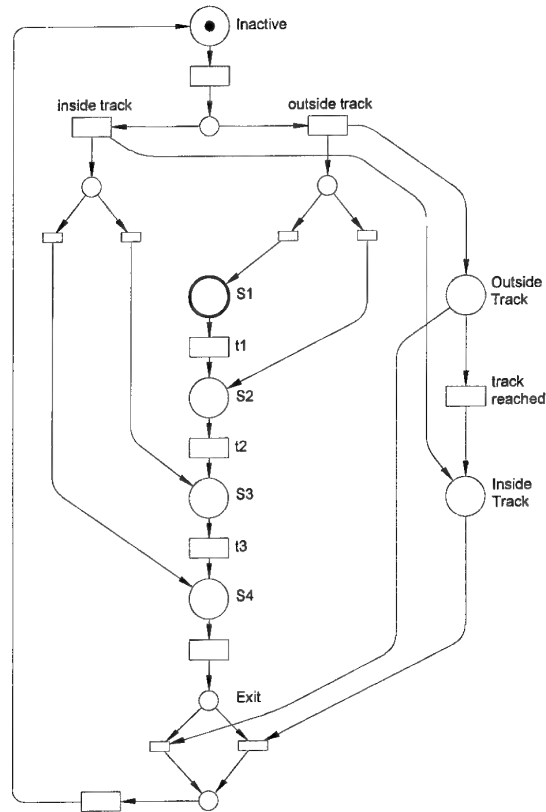 Inactive
inside track
outside track
S1
Outside
Track
t1
track
reached
S2
t2
S3
Inside
Track
t3
S4
Exit